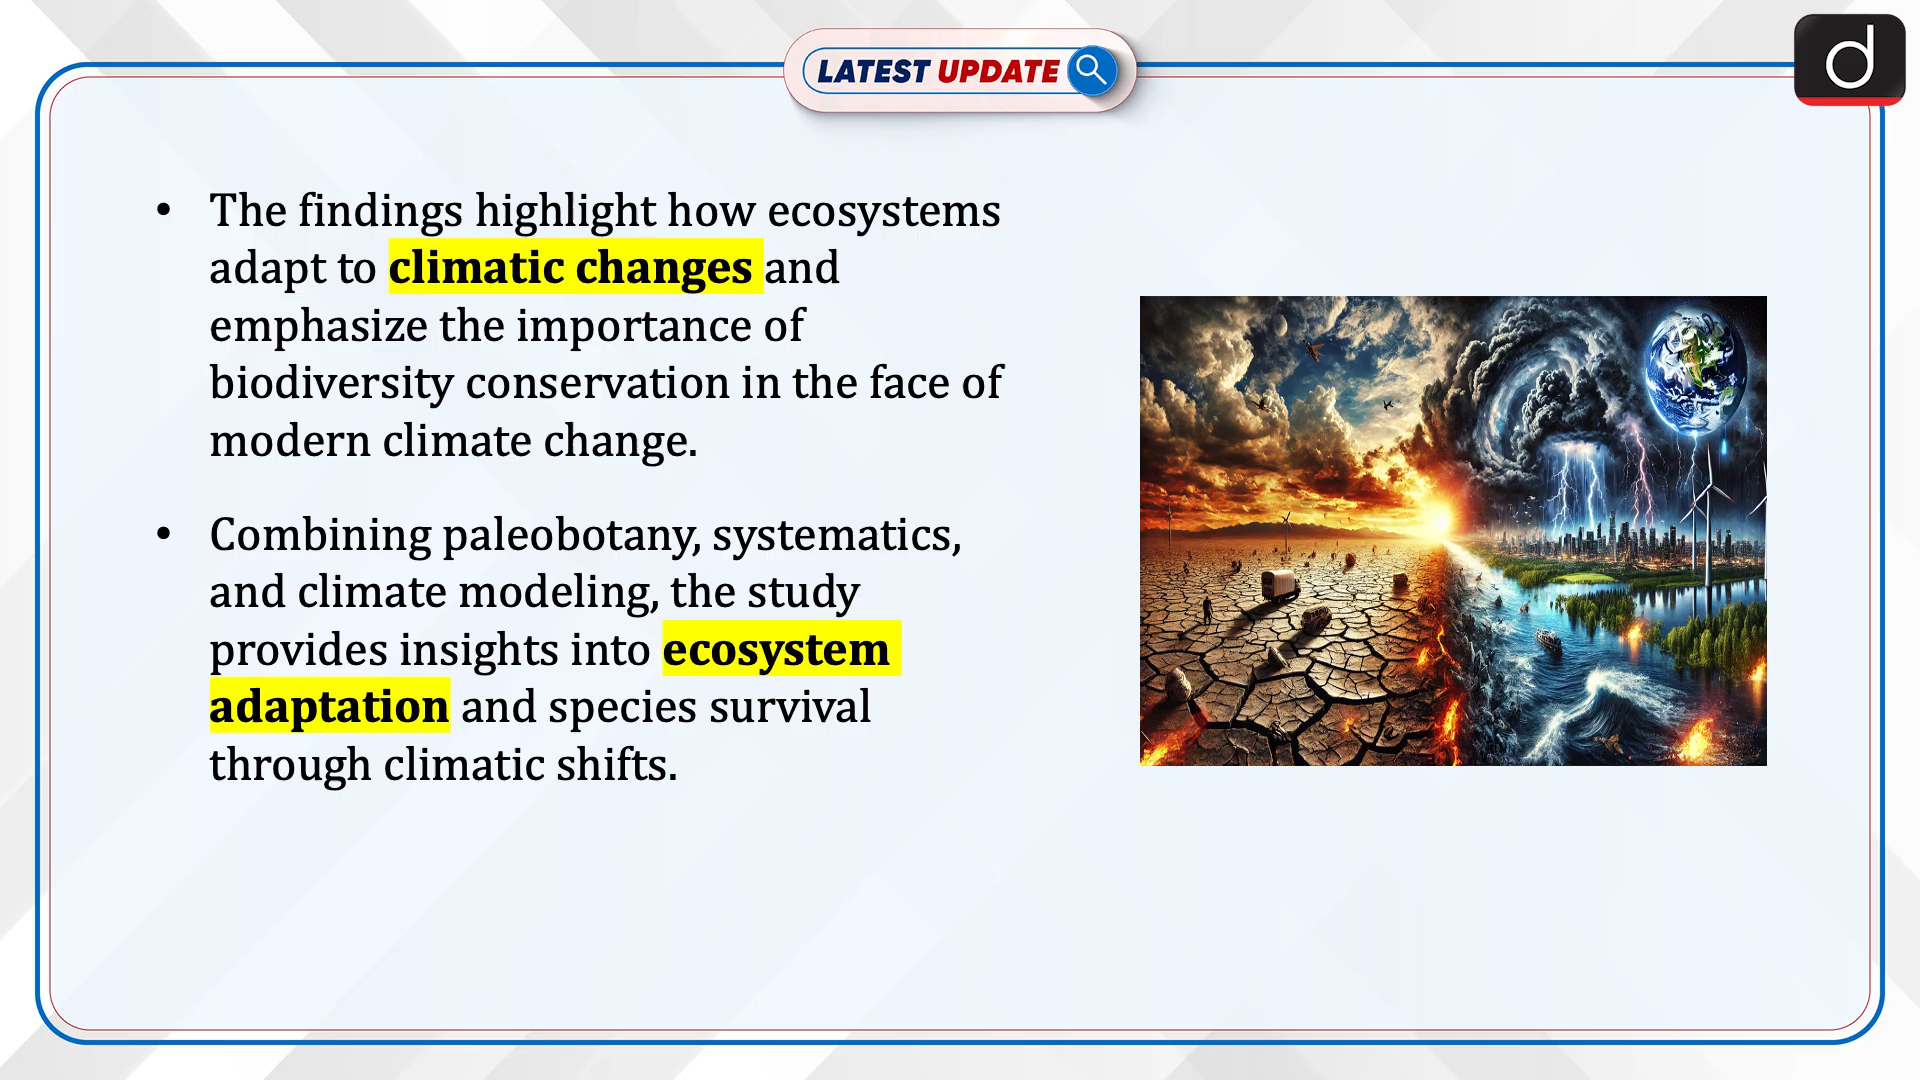 LATEST UPDATE
d
• The findings highlight how ecosystems
adapt to climatic changes and
emphasize the importance of
biodiversity conservation in the face of
modern climate change.
• Combining paleobotany, systematics,
and climate modeling, the study
provides insights into ecosystem
adaptation and species survival
through climatic shifts.